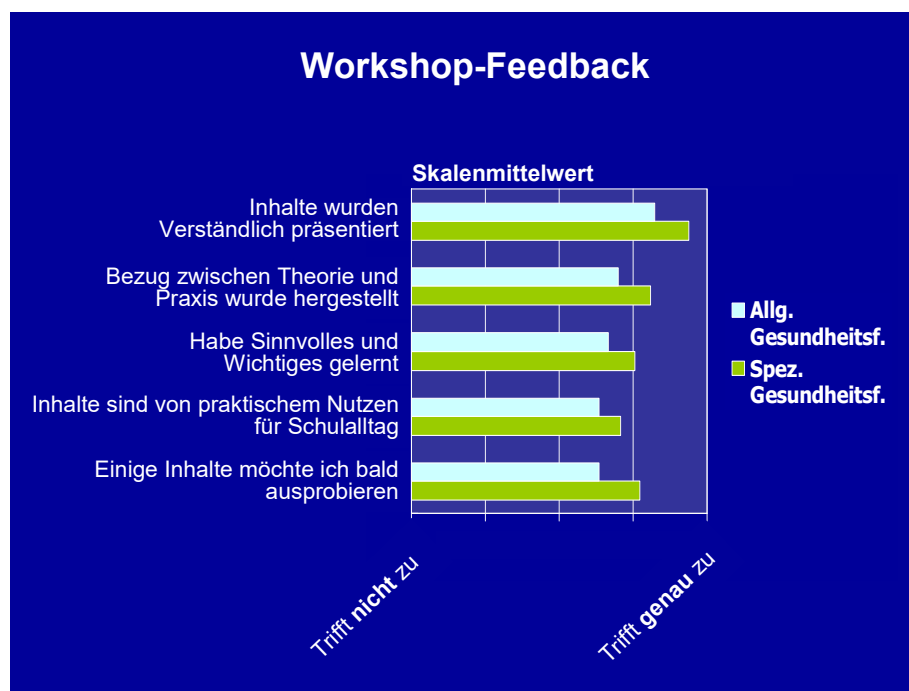 Workshop-Feedback
Skalenmittelwert
Inhalte wurden
Verständlich präsentiert
Bezug zwischen Theorie und
Praxis wurde hergestellt
Habe Sinnvolles und
Wichtiges gelernt
Inhalte sind von praktischem Nutzen
für Schulalltag
Einige Inhalte möchte ich bald
ausprobieren
Allg.
Gesundheitsf.
Spez.
Gesundheitsf.
Trifft nicht zu
Trifft genau zu